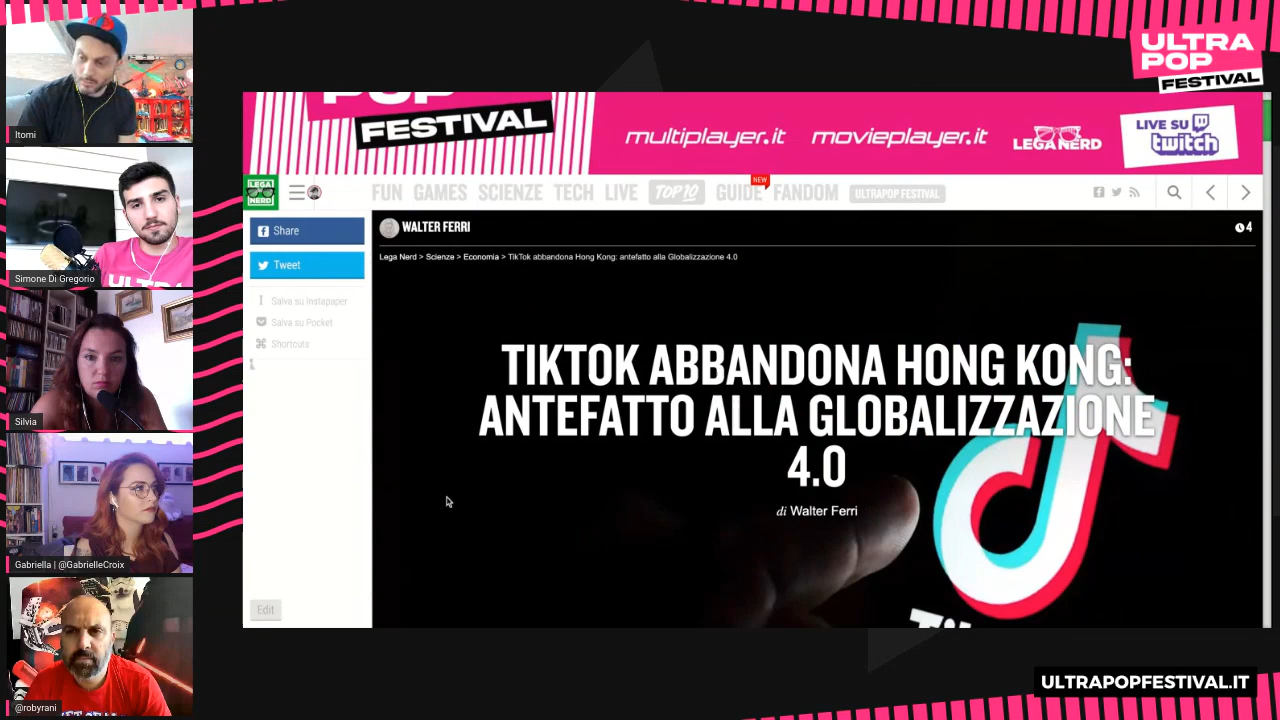 Itomi
Simone Di Gregorio
Silvia
Gabriella | @GabrielleCroix
@robyrani
ULTRA
POP
FESTIVAL
POP
FESTIVAL
multiplayer.it
movieplayer.it
LEGA NERD
LIVE SU
twitch
LEGA
NERD
FUN GAMES SCIENZE TECH LIVE TOP10 GUIDE NEW FANDOM ULTRAPOP FESTIVAL
Share
Tweet
Salva su Instapaper
Salva su Pocket
Shortcuts
Edit
WALTER FERRI
4
Lega Nerd > Scienze > Economia > TikTok abbandona Hong Kong: antefatto alla Globalizzazione 4.0
TIKTOK ABBANDONA HONG KONG:
ANTEFATTO ALLA GLOBALIZZAZIONE
4.0
di Walter Ferri
ULTRAPOPFESTIVAL.IT